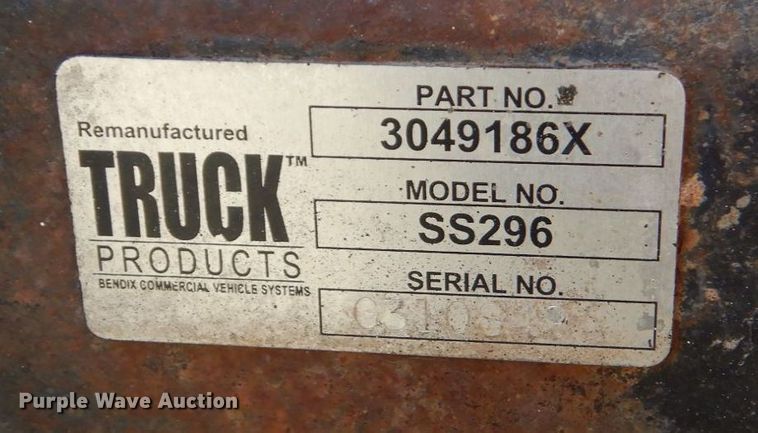 Remanufactured
TRUCK™
PRODUCTS
BENDIX COMMERCIAL VEHICLE SYSTEMS
PART NO.
3049186X
MODEL NO.
SS296
SERIAL NO.
Purple Wave Auction